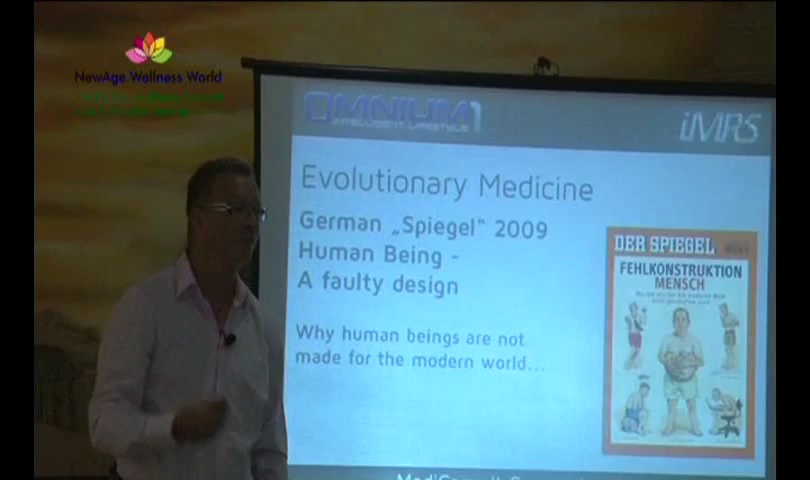 NewAge Wellness World
OMNIUM1
INTELLIGENT LIFESTYLE
iMRS
Evolutionary Medicine
German „Spiegel“ 2009
Human Being -
A faulty design
Why human beings are not
made for the modern world...
DER SPIEGEL
FEHLKONSTRUKTION
MENSCH